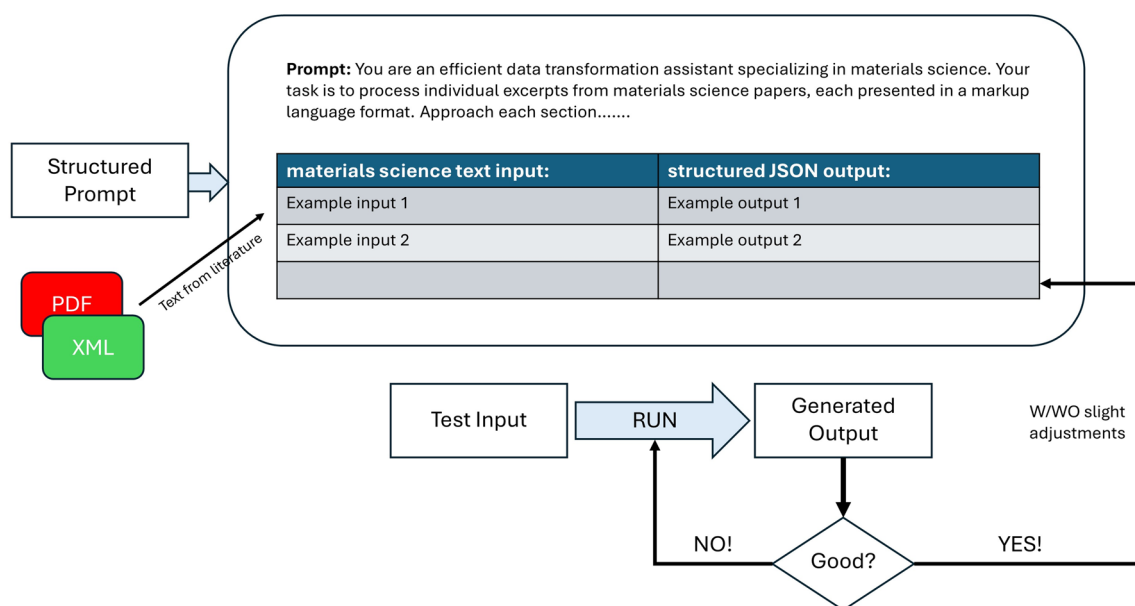 Prompt: You are an efficient data transformation assistant specializing in materials science. Your
task is to process individual excerpts from materials science papers, each presented in a markup
language format. Approach each section.......
Structured
Prompt
materials science text input:
structured JSON output:
Example input 1
Example output 1
Example input 2
Example output 2
Text from literature
PDF
XML
Test Input
RUN
Generated
Output
W/WO slight
adjustments
NO!
Good?
YES!